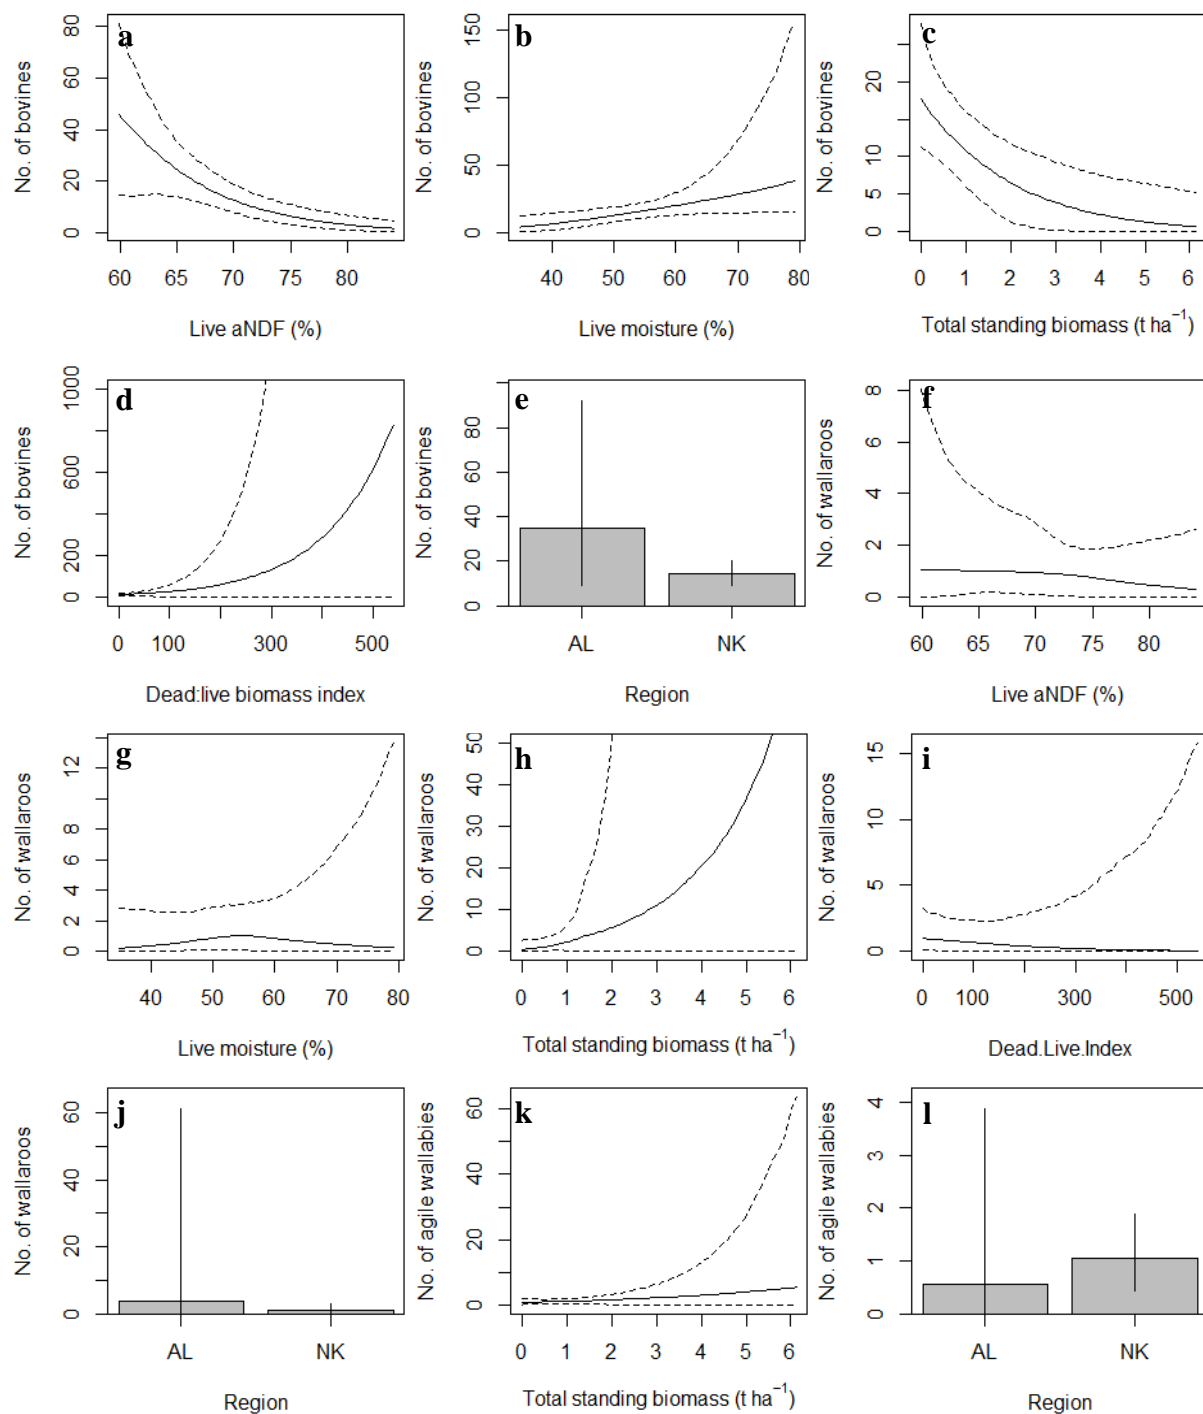 a
No. of bovines
0 20 40 60 80
60 65 70 75 80
Live aNDF (%)
b
No. of bovines
0 50 100 150
40 50 60 70 80
Live moisture (%)
c
No. of bovines
0 5 10 20
0 1 2 3 4 5 6
Total standing biomass (t ha⁻¹)
d
No. of bovines
0 200 600 1000
0 100 300 500
Dead:live biomass index
e
No. of bovines
0 20 40 60 80
AL NK
Region
f
No. of wallaroos
0 2 4 6 8
60 65 70 75 80
Live aNDF (%)
g
No. of wallaroos
0 2 4 6 8 12
40 50 60 70 80
Live moisture (%)
h
No. of wallaroos
0 10 20 30 40 50
0 1 2 3 4 5 6
Total standing biomass (t ha⁻¹)
i
No. of wallaroos
0 5 10 15
0 100 300 500
Dead.Live.Index
j
No. of wallaroos
0 20 40 60
AL NK
Region
k
No. of agile wallabies
0 20 40 60
0 1 2 3 4 5 6
Total standing biomass (t ha⁻¹)
l
No. of agile wallabies
0 1 2 3 4
AL NK
Region